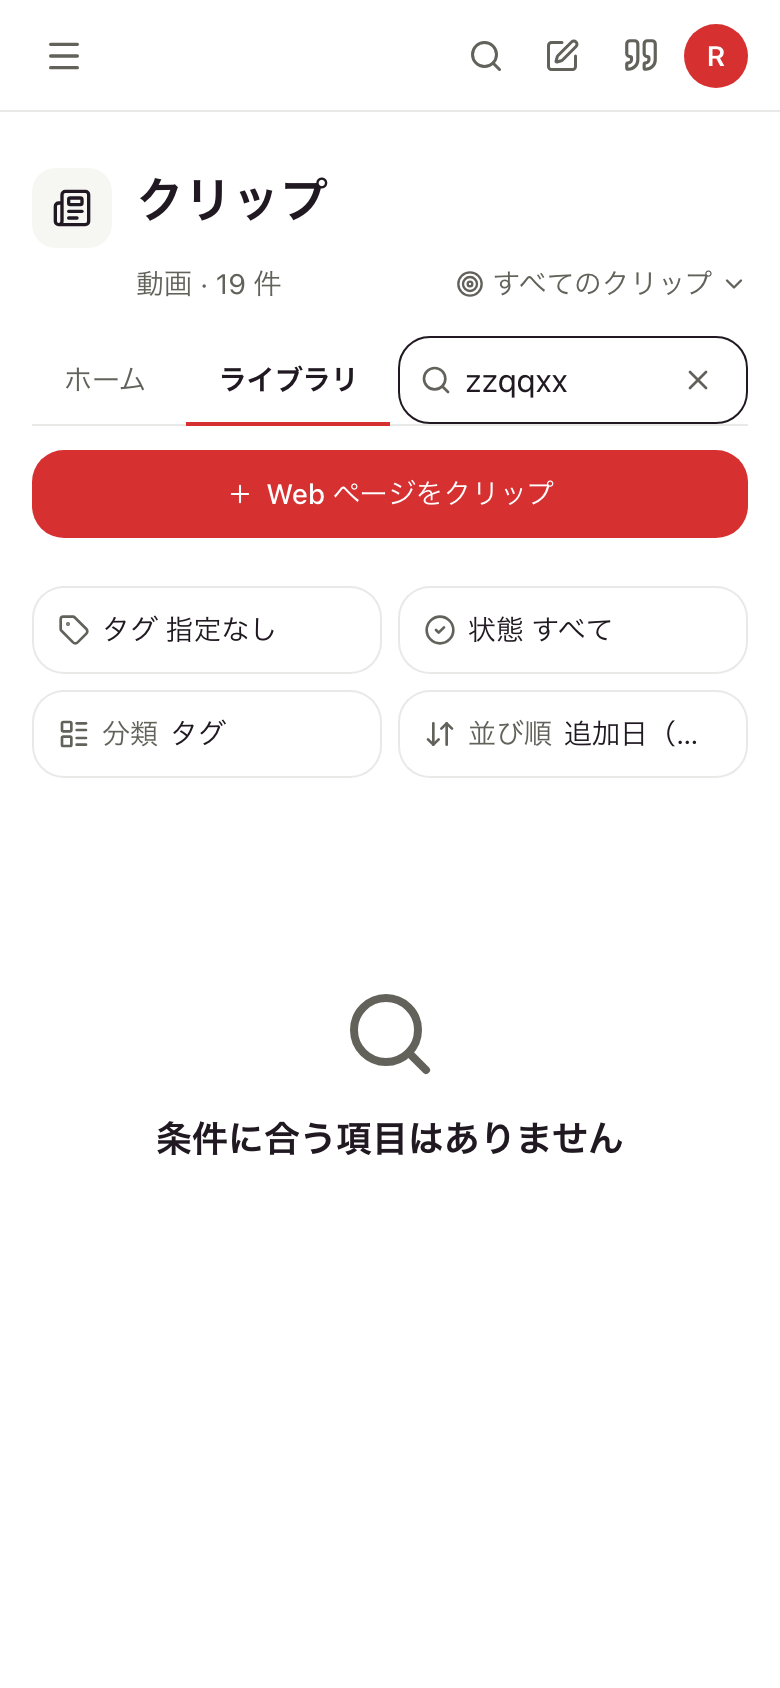 R
クリップ
動画 · 19 件 すべてのクリップ
ホーム ライブラリ zzqqxx
Web ページをクリップ
タグ 指定なし 状態 すべて
分類 タグ 並び順 追加日（...
条件に合う項目はありません